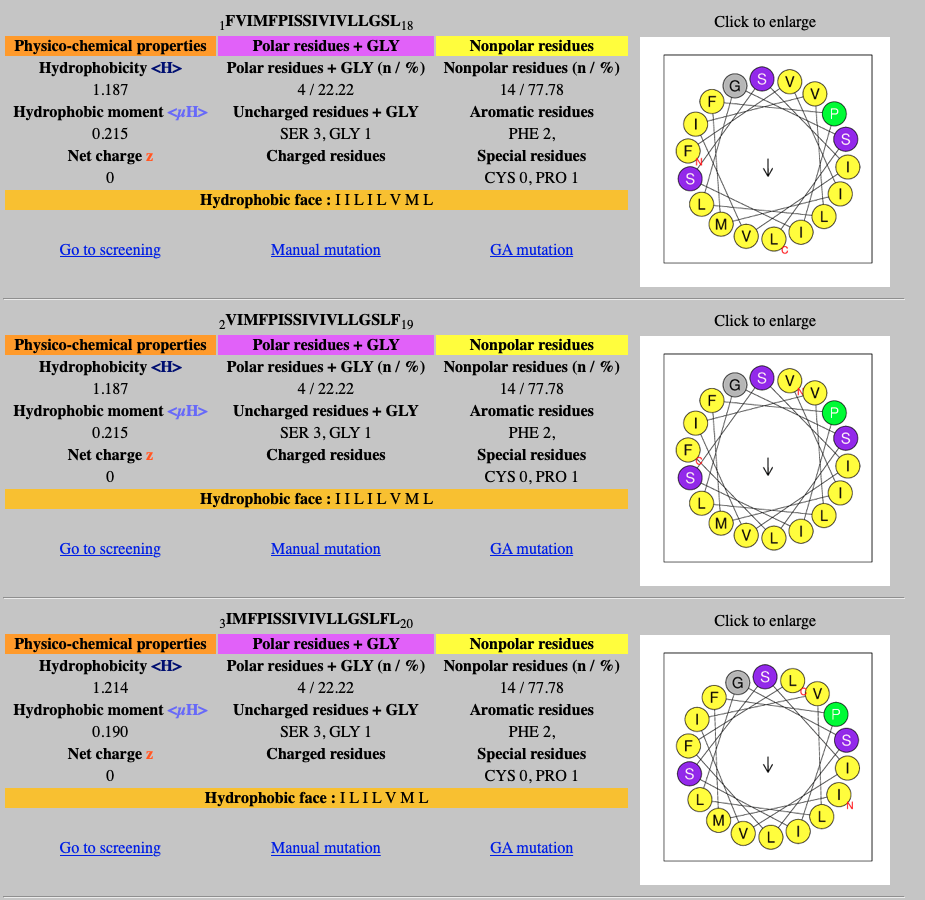 1FVIMFPISSIVIVLLGSL18
Click to enlarge
Physico-chemical properties Polar residues + GLY Nonpolar residues
Hydrophobicity <H> Polar residues + GLY (n / %) Nonpolar residues (n / %)
1.187 4 / 22.22 14 / 77.78
Hydrophobic moment <µH> Uncharged residues + GLY Aromatic residues
0.215 SER 3, GLY 1 PHE 2,
Net charge z Charged residues Special residues
0 CYS 0, PRO 1
Hydrophobic face : I I L I L V M L
Go to screening Manual mutation GA mutation
S V V P S I I L I L C V M L S F N I F G
2VIMFPISSIVIVLLGSLF19
Click to enlarge
Physico-chemical properties Polar residues + GLY Nonpolar residues
Hydrophobicity <H> Polar residues + GLY (n / %) Nonpolar residues (n / %)
1.187 4 / 22.22 14 / 77.78
Hydrophobic moment <µH> Uncharged residues + GLY Aromatic residues
0.215 SER 3, GLY 1 PHE 2,
Net charge z Charged residues Special residues
0 CYS 0, PRO 1
Hydrophobic face : I I L I L V M L
Go to screening Manual mutation GA mutation
S V N V P S I I L I L V M L S F C I F G
3IMFPISSIVIVLLGSLFL20
Click to enlarge
Physico-chemical properties Polar residues + GLY Nonpolar residues
Hydrophobicity <H> Polar residues + GLY (n / %) Nonpolar residues (n / %)
1.214 4 / 22.22 14 / 77.78
Hydrophobic moment <µH> Uncharged residues + GLY Aromatic residues
0.190 SER 3, GLY 1 PHE 2,
Net charge z Charged residues Special residues
0 CYS 0, PRO 1
Hydrophobic face : I L I L V M L
Go to screening Manual mutation GA mutation
S L C V P S I I N L I L V M L S F I F G